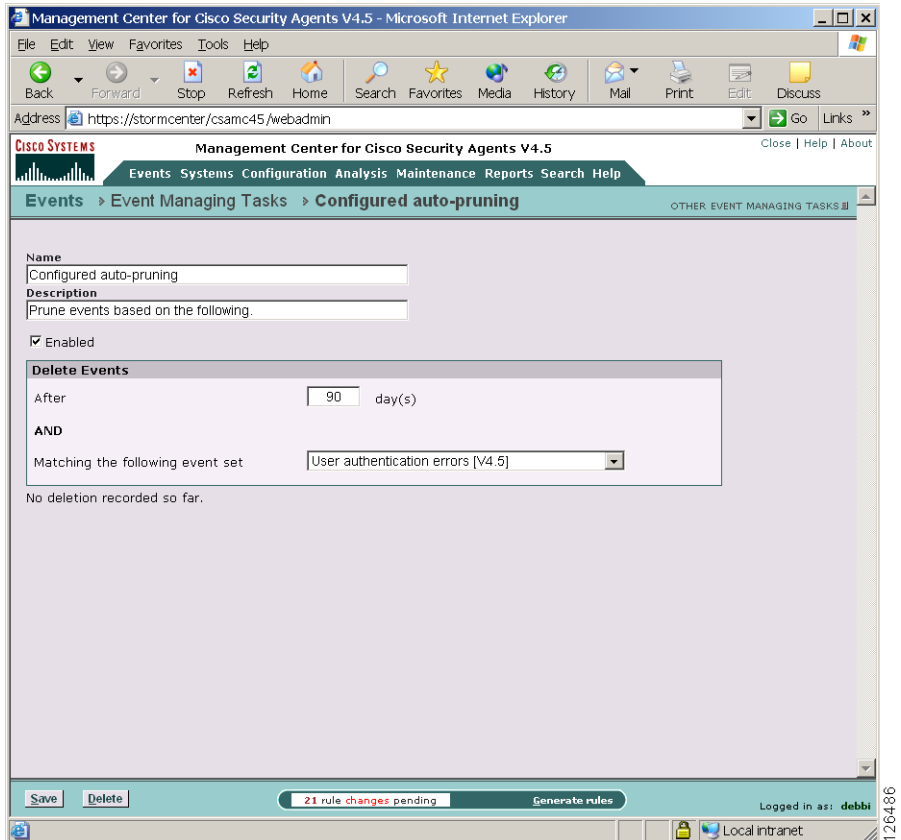 Management Center for Cisco Security Agents V4.5 - Microsoft Internet Explorer
File Edit View Favorites Tools Help
Back Forward Stop Refresh Home Search Favorites Media History Mail Print Edit Discuss
Address https://stormcenter/csamc45/webadmin Go Links »
CISCO SYSTEMS
Management Center for Cisco Security Agents V4.5
Close | Help | About
Events Systems Configuration Analysis Maintenance Reports Search Help
Events > Event Managing Tasks > Configured auto-pruning
OTHER EVENT MANAGING TASKS
Name
Configured auto-pruning
Description
Prune events based on the following.
Enabled
Delete Events
After 90 day(s)
AND
Matching the following event set User authentication errors [V4.5]
No deletion recorded so far.
Save Delete 21 rule changes pending Generate rules
Logged in as: debbi
Local intranet
126486